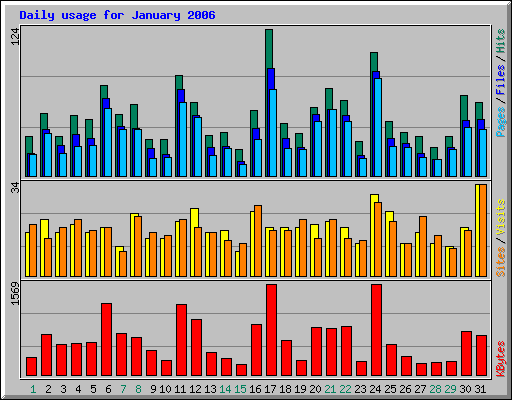 Daily usage for January 2006
124
Pages / Files / Hits
34
Sites / Visits
1569
KBytes
1 2 3 4 5 6 7 8 9 10 11 12 13 14 15 16 17 18 19 20 21 22 23 24 25 26 27 28 29 30 31